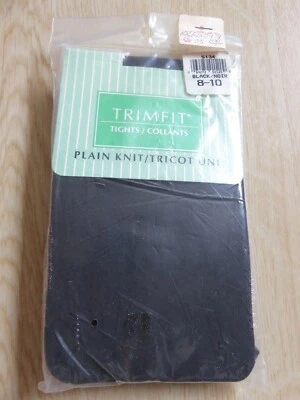 BLACK/NOIR
8-10
TRIMFIT
TIGHTS / COLLANTS
PLAIN KNIT/TRICOT UNI